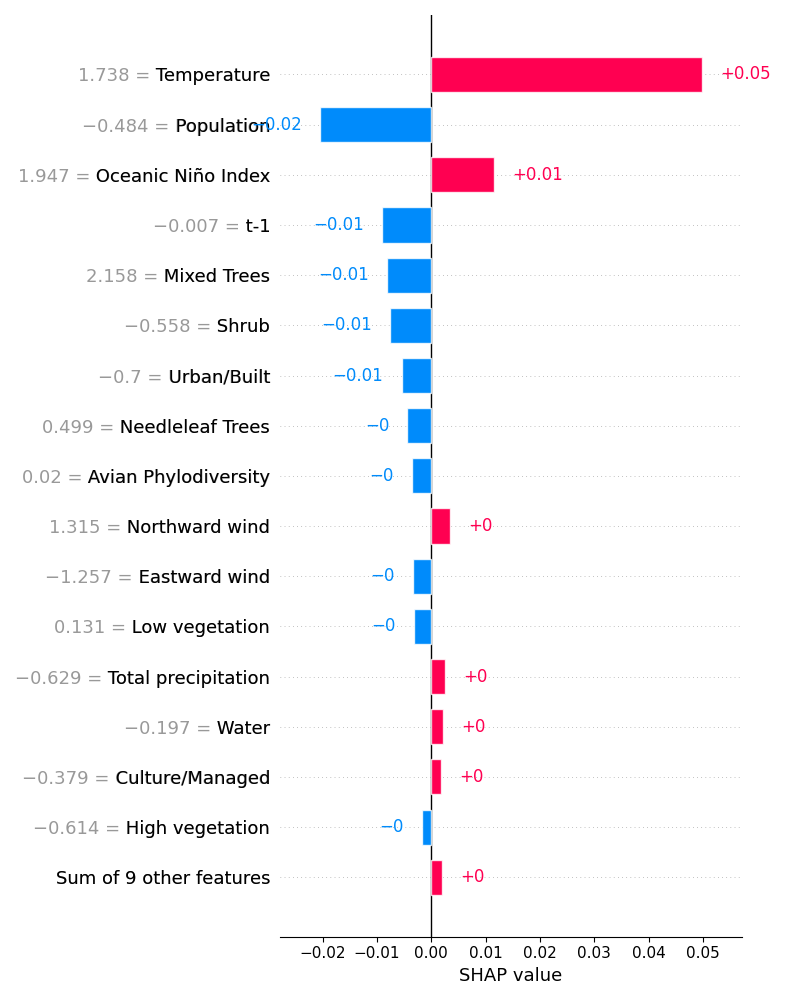 1.738 = Temperature +0.05
−0.484 = Population −0.02
1.947 = Oceanic Niño Index +0.01
−0.007 = t-1 −0.01
2.158 = Mixed Trees −0.01
−0.558 = Shrub −0.01
−0.7 = Urban/Built −0.01
0.499 = Needleleaf Trees −0
0.02 = Avian Phylodiversity −0
1.315 = Northward wind +0
−1.257 = Eastward wind −0
0.131 = Low vegetation −0
−0.629 = Total precipitation +0
−0.197 = Water +0
−0.379 = Culture/Managed +0
−0.614 = High vegetation −0
Sum of 9 other features +0
−0.02 −0.01 0.00 0.01 0.02 0.03 0.04 0.05
SHAP value